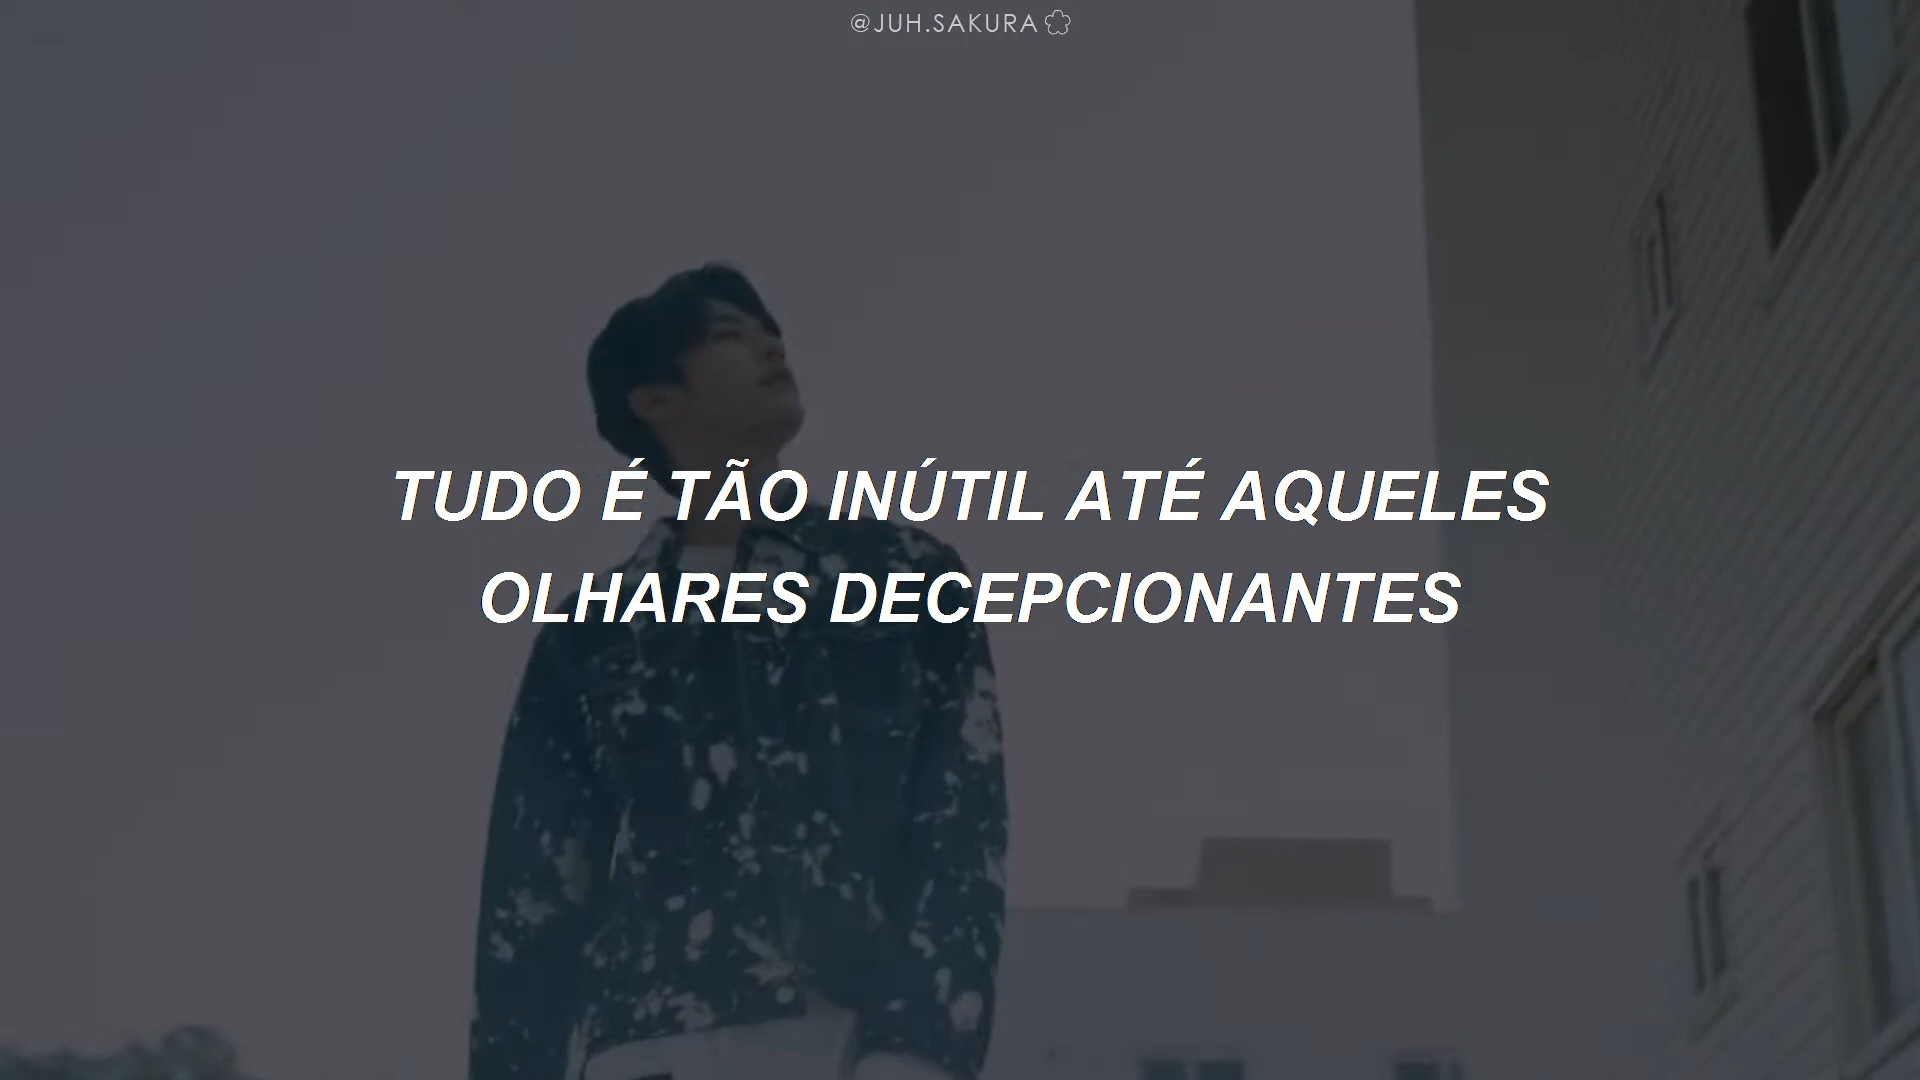 @JUH.SAKURA
TUDO É TÃO INÚTIL ATÉ AQUELES
OLHARES DECEPCIONANTES